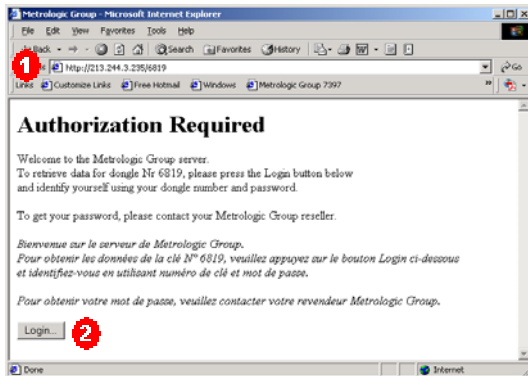 Metrologic Group - Microsoft Internet Explorer
File Edit View Favorites Tools Help
Back Search Favorites History
1 http://213.244.3.235/6819 Go
Links Customize Links Free Hotmail Windows Metrologic Group 7397
Authorization Required
Welcome to the Metrologic Group server.
To retrieve data for dongle Nr 6819, please press the Login button below
and identify yourself using your dongle number and password.
To get your password, please contact your Metrologic Group reseller.
Bienvenue sur le serveur de Metrologic Group.
Pour obtenir les données de la clé N° 6819, veuillez appuyez sur le bouton Login ci-dessous
et identifiez-vous en utilisant numéro de clé et mot de passe.
Pour obtenir votre mot de passe, veuillez contacter votre revendeur Metrologic Group.
Login... 2
Done Internet